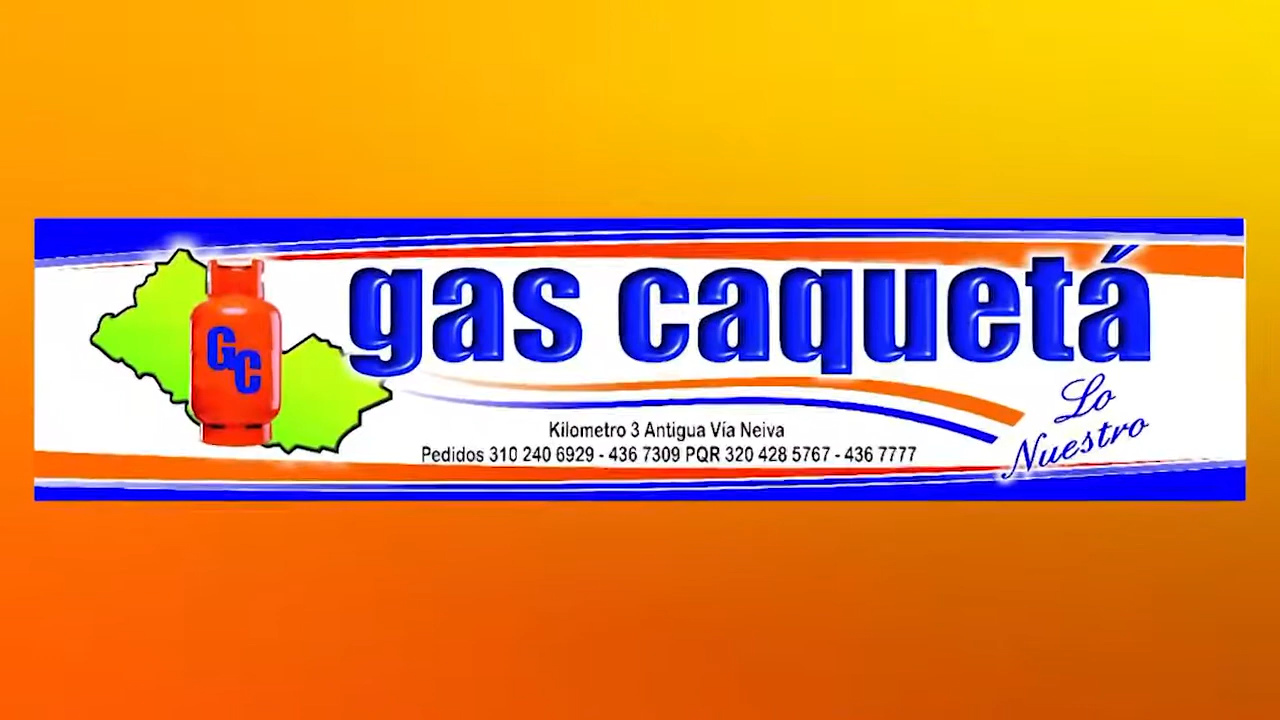 GC
gas caquetá
Lo
Nuestro
Kilometro 3 Antigua Vía Neiva
Pedidos 310 240 6929 - 436 7309 PQR 320 428 5767 - 436 7777